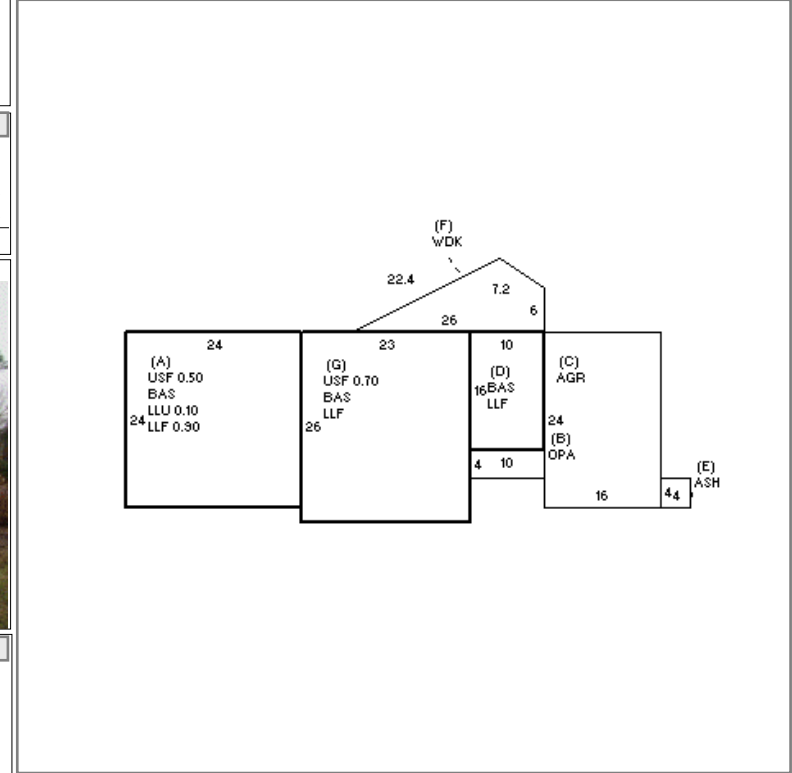 (F)
WDK
22.4
7.2
6
26
24
(A)
USF 0.50
BAS
LLU 0.10
LLF 0.90
24
23
(G)
USF 0.70
BAS
LLF
26
10
(D)
BAS
LLF
16
4 10
(C)
AGR
24
(B)
OPA
16
(E)
ASH
4
4